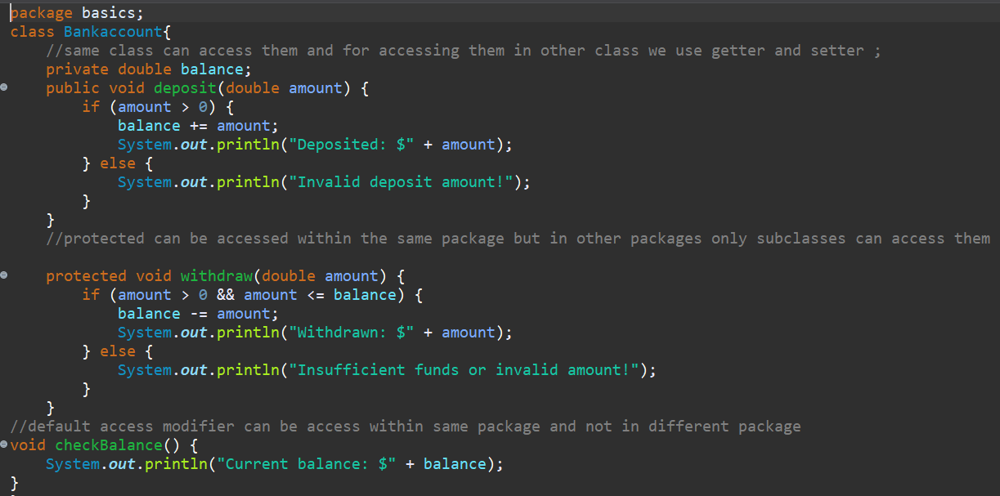 package basics;
class Bankaccount{
    //same class can access them and for accessing them in other class we use getter and setter ;
    private double balance;
    public void deposit(double amount) {
        if (amount > 0) {
            balance += amount;
            System.out.println("Deposited: $" + amount);
        } else {
            System.out.println("Invalid deposit amount!");
        }
    }
    //protected can be accessed within the same package but in other packages only subclasses can access them
    protected void withdraw(double amount) {
        if (amount > 0 && amount <= balance) {
            balance -= amount;
            System.out.println("Withdrawn: $" + amount);
        } else {
            System.out.println("Insufficient funds or invalid amount!");
        }
    }
//default access modifier can be access within same package and not in different package
void checkBalance() {
    System.out.println("Current balance: $" + balance);
}